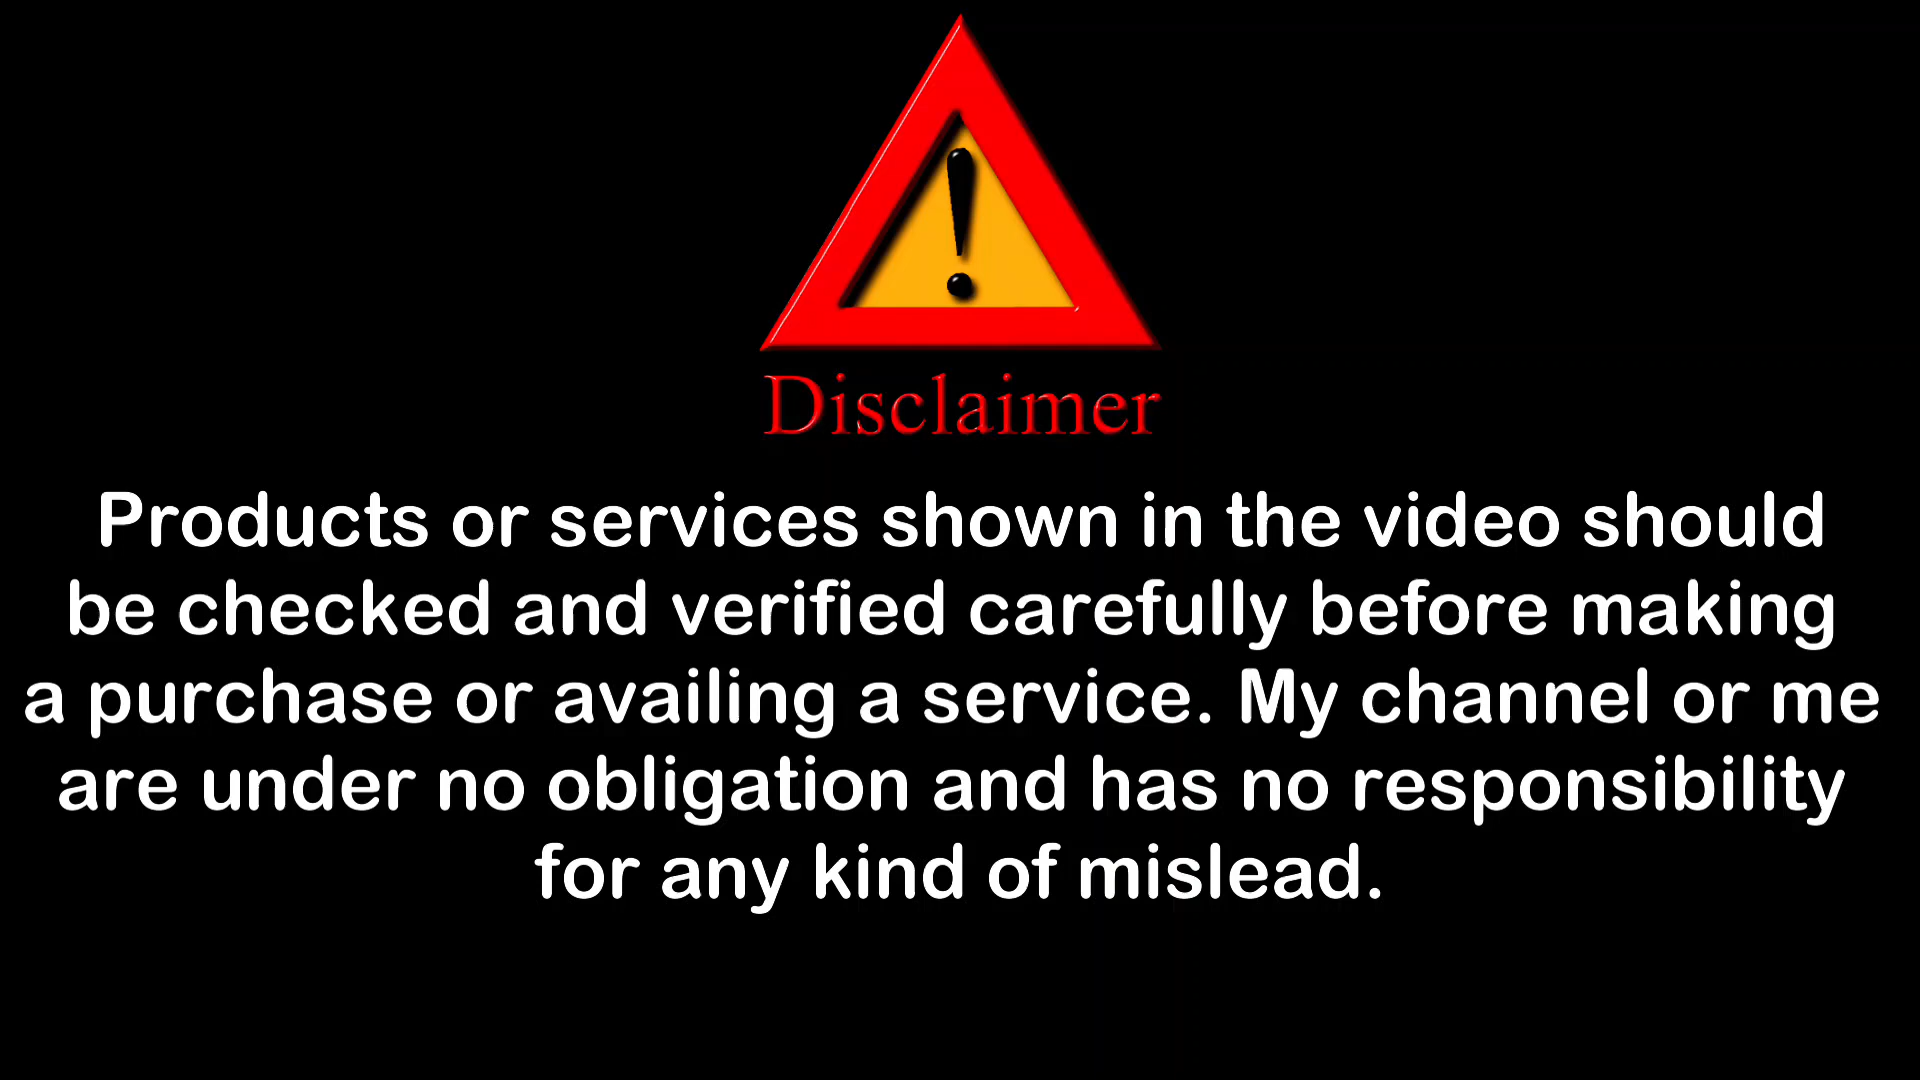 Disclaimer
Products or services shown in the video should
be checked and verified carefully before making
a purchase or availing a service. My channel or me
are under no obligation and has no responsibility
for any kind of mislead.